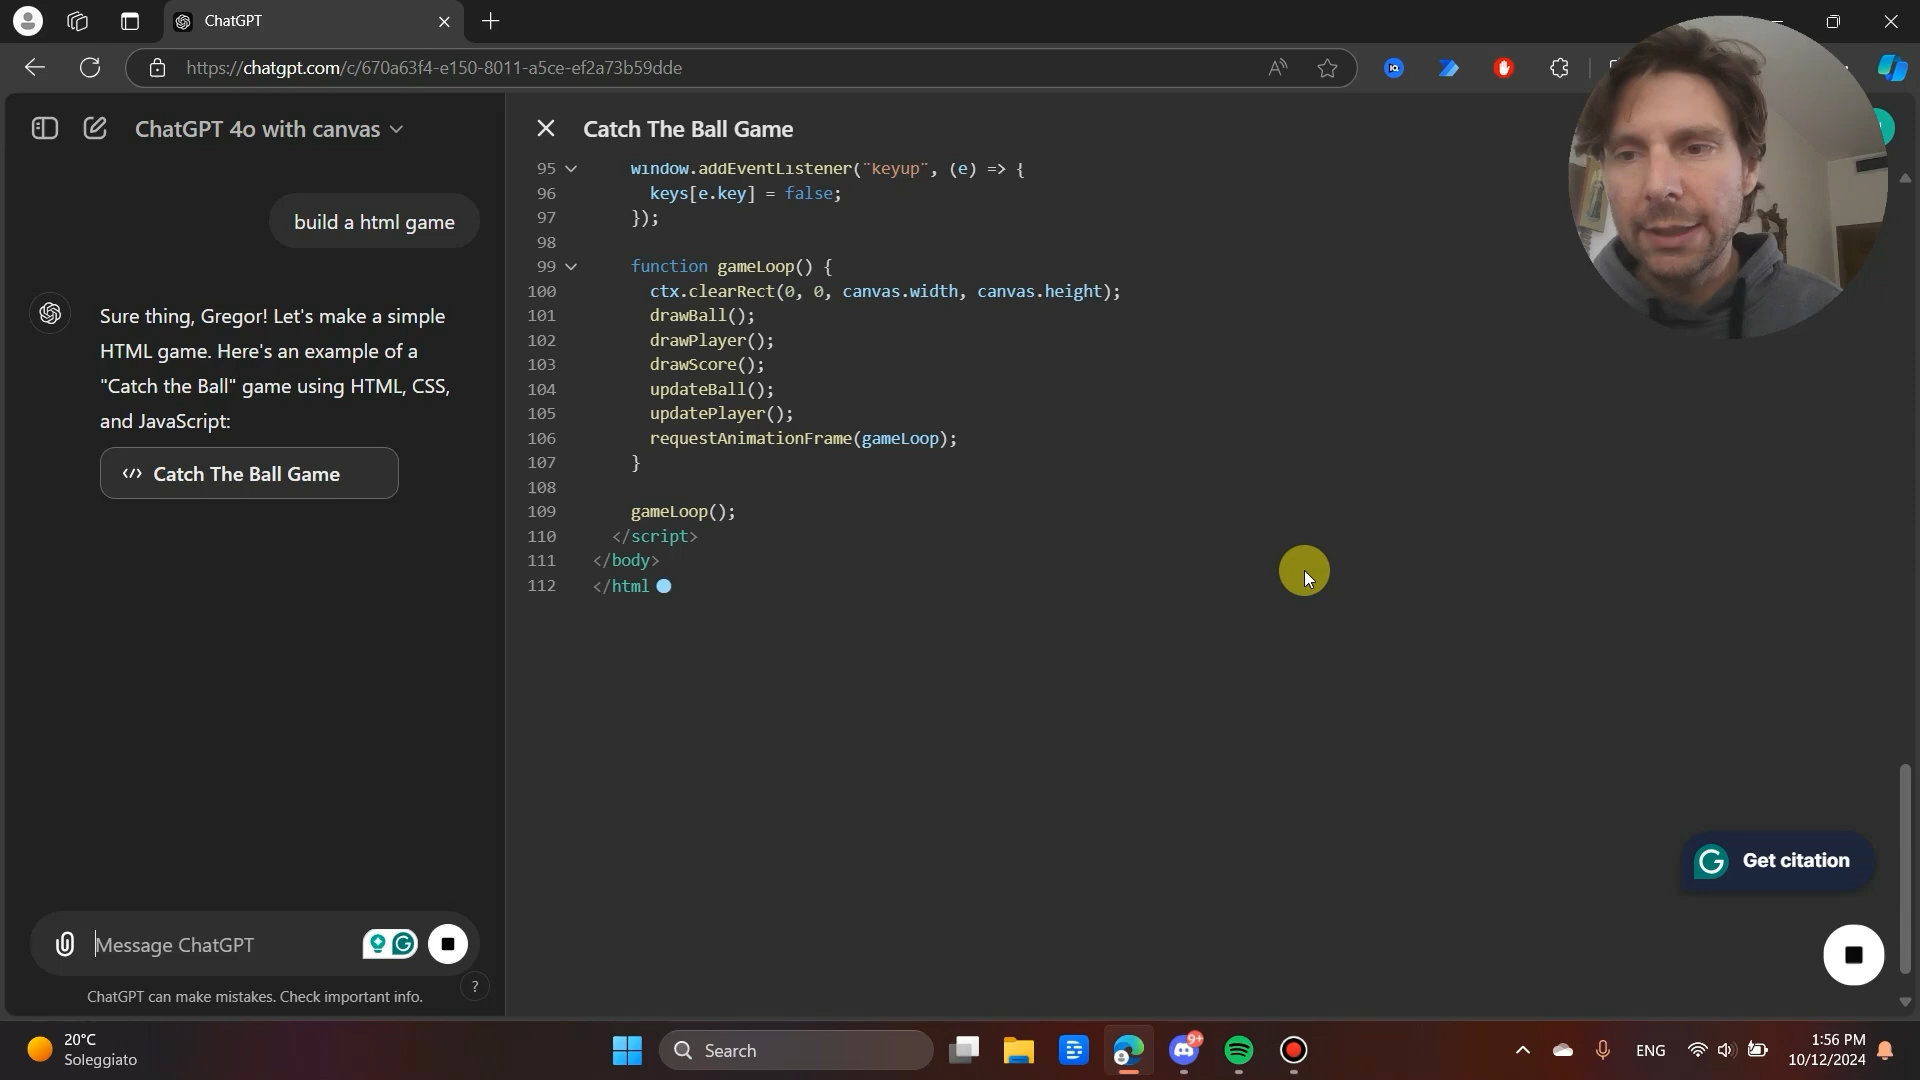 ChatGPT
https://chatgpt.com/c/670a63f4-e150-8011-a5ce-ef2a73b59dde
ChatGPT 4o with canvas
build a html game
Sure thing, Gregor! Let's make a simple
HTML game. Here's an example of a
"Catch the Ball" game using HTML, CSS,
and JavaScript:
</> Catch The Ball Game
Message ChatGPT
ChatGPT can make mistakes. Check important info.
?
Catch The Ball Game
95 window.addEventListener("keyup", (e) => {
96 keys[e.key] = false;
97 });
98
99 function gameLoop() {
100 ctx.clearRect(0, 0, canvas.width, canvas.height);
101 drawBall();
102 drawPlayer();
103 drawScore();
104 updateBall();
105 updatePlayer();
106 requestAnimationFrame(gameLoop);
107 }
108
109 gameLoop();
110 </script>
111 </body>
112 </html
Get citation
20°C
Soleggiato
Search
9+
ENG
1:56 PM
10/12/2024